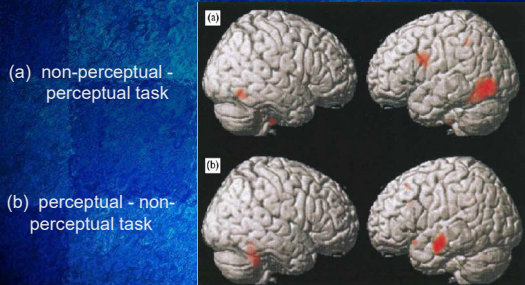 (a) non-perceptual -
perceptual task
(b) perceptual - non-
perceptual task
(a)
(b)